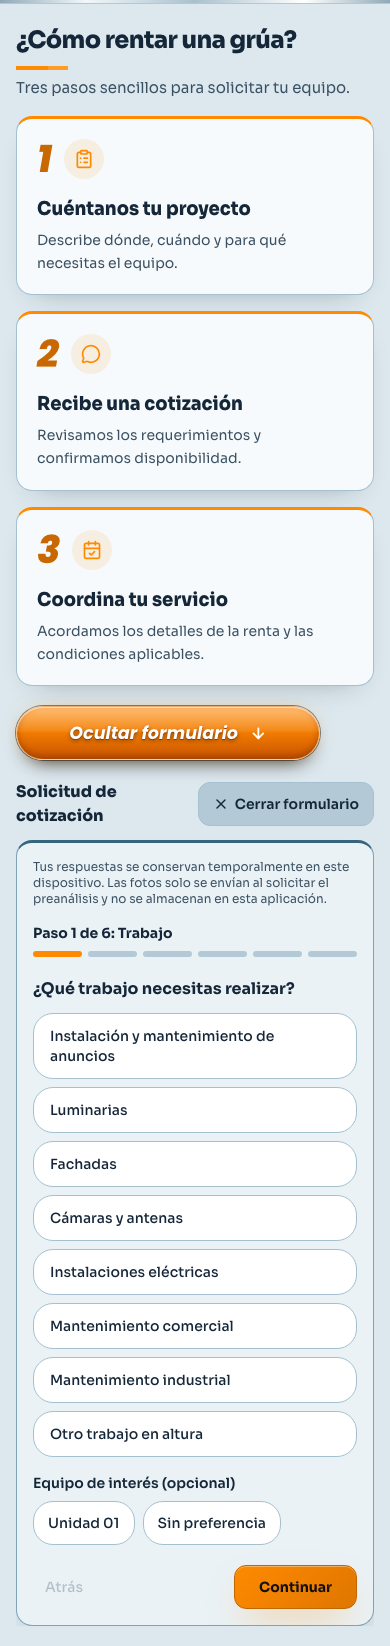 ¿Cómo rentar una grúa?
Tres pasos sencillos para solicitar tu equipo.
1
Cuéntanos tu proyecto
Describe dónde, cuándo y para qué
necesitas el equipo.
2
Recibe una cotización
Revisamos los requerimientos y
confirmamos disponibilidad.
3
Coordina tu servicio
Acordamos los detalles de la renta y las
condiciones aplicables.
Ocultar formulario ↓
Solicitud de
cotización
Cerrar formulario
Tus respuestas se conservan temporalmente en este
dispositivo. Las fotos solo se envían al solicitar el
preanálisis y no se almacenan en esta aplicación.
Paso 1 de 6: Trabajo
¿Qué trabajo necesitas realizar?
Instalación y mantenimiento de
anuncios
Luminarias
Fachadas
Cámaras y antenas
Instalaciones eléctricas
Mantenimiento comercial
Mantenimiento industrial
Otro trabajo en altura
Equipo de interés (opcional)
Unidad 01 Sin preferencia
Atrás Continuar